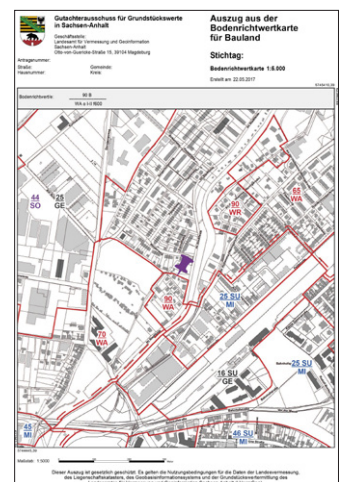 Gutachterausschuss für Grundstückswerte
in Sachsen-Anhalt
Geschäftsstelle:
Landesamt für Vermessung und Geoinformation
Sachsen-Anhalt
Otto-von-Guericke-Straße 15, 39104 Magdeburg
Auszug aus der
Bodenrichtwertkarte
für Bauland
Stichtag:
Bodenrichtwertkarte 1:5.000
Erstellt am 22.05.2017
Antragsnummer:
Straße:
Gemeinde:
Hausnummer:
Kreis:
Bodenrichtwerte:
90 B
44
SO
25
GE
90
WR
65
WA
25 SU
MI
90
WA
70
WA
16 SU
GE
25 SU
MI
45
MI
46 SU
MI
Maßstab: 1:5000
Dieser Auszug ist gesetzlich geschützt. Es gelten die Nutzungsbedingungen für die Daten der Landesvermessung,
des Liegenschaftskatasters, des Geobasisinformationssystems und der Grundstückswertermittlung des